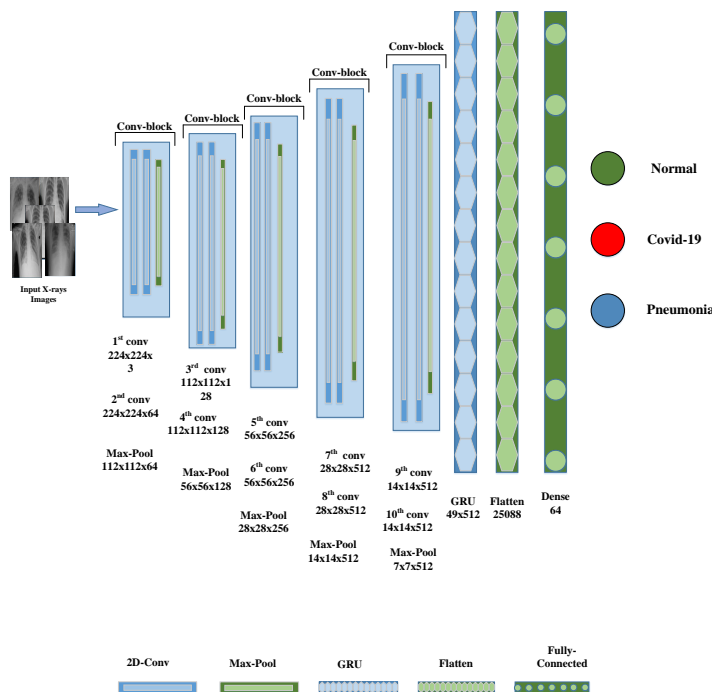 Conv-block
Conv-block
Conv-block
Conv-block
Conv-block
Input X-rays
Images
Normal
Covid-19
Pneumonia
1st conv
224x224x
3
2nd conv
224x224x64
Max-Pool
112x112x64
3rd conv
112x112x1
28
4th conv
112x112x128
Max-Pool
56x56x128
5th conv
56x56x256
6th conv
56x56x256
Max-Pool
28x28x256
7th conv
28x28x512
8th conv
28x28x512
Max-Pool
14x14x512
9th conv
14x14x512
10th conv
14x14x512
Max-Pool
7x7x512
GRU
49x512
Flatten
25088
Dense
64
2D-Conv
Max-Pool
GRU
Flatten
Fully-
Connected